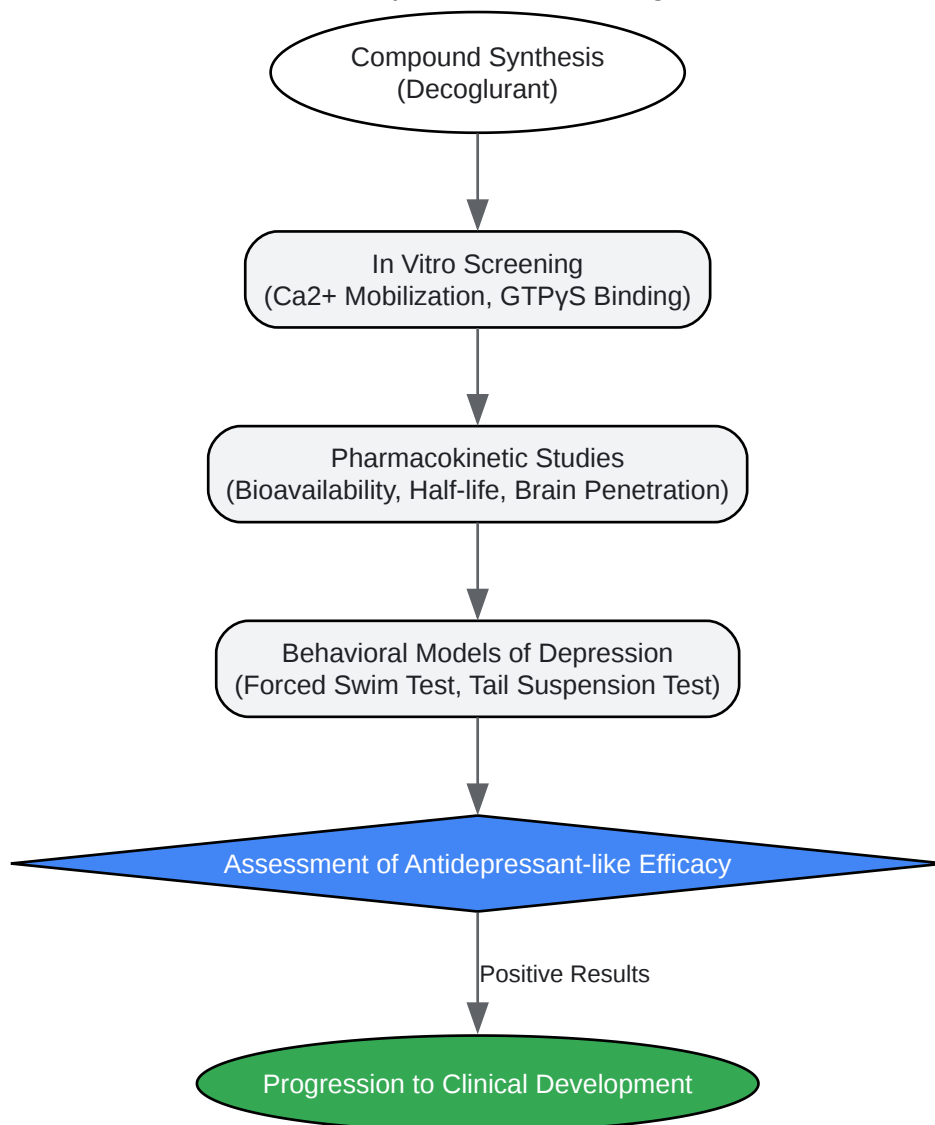 Compound Synthesis
(Decoglurant)
In Vitro Screening
(Ca2+ Mobilization, GTPγS Binding)
Pharmacokinetic Studies
(Bioavailability, Half-life, Brain Penetration)
Behavioral Models of Depression
(Forced Swim Test, Tail Suspension Test)
Assessment of Antidepressant-like Efficacy
Positive Results
Progression to Clinical Development